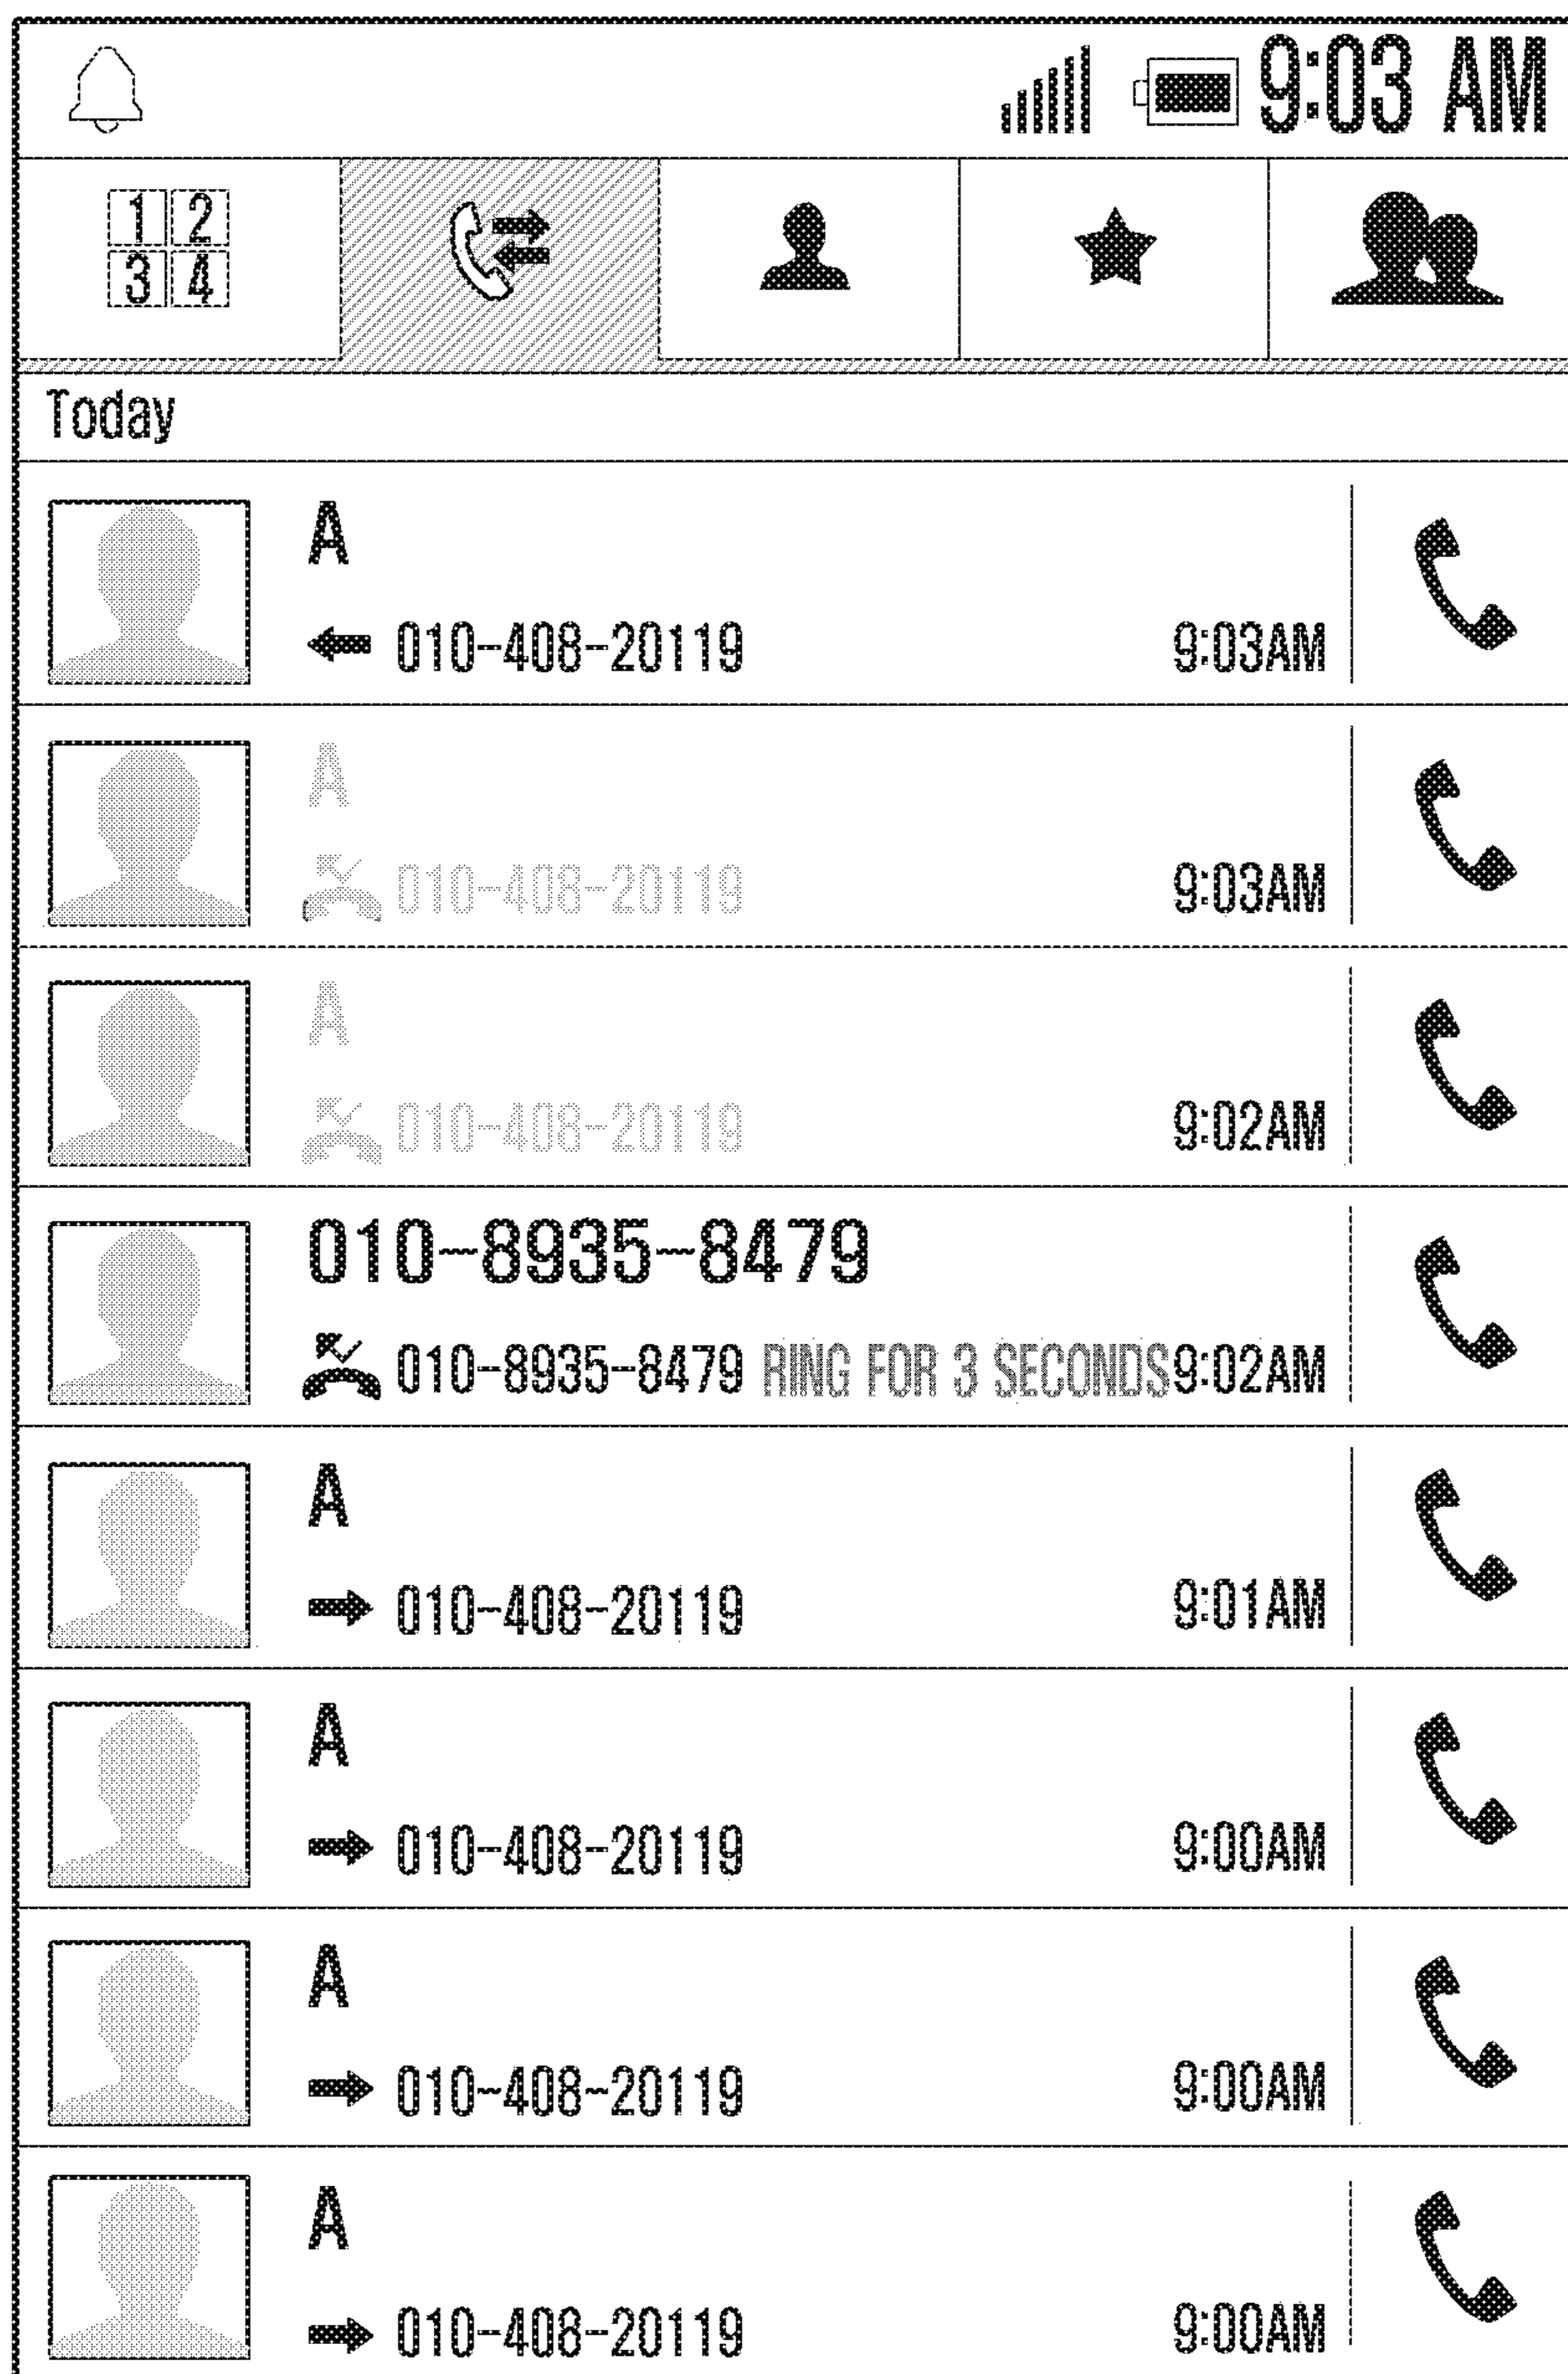 9:03 AM
1 2
3 4
Today
A
010-408-20119 9:03AM
A
010-408-20119 9:03AM
A
010-408-20119 9:02AM
010-8935-8479
010-8935-8479 RING FOR 3 SECONDS 9:02AM
A
010-408-20119 9:01AM
A
010-408-20119 9:00AM
A
010-408-20119 9:00AM
A
010-408-20119 9:00AM